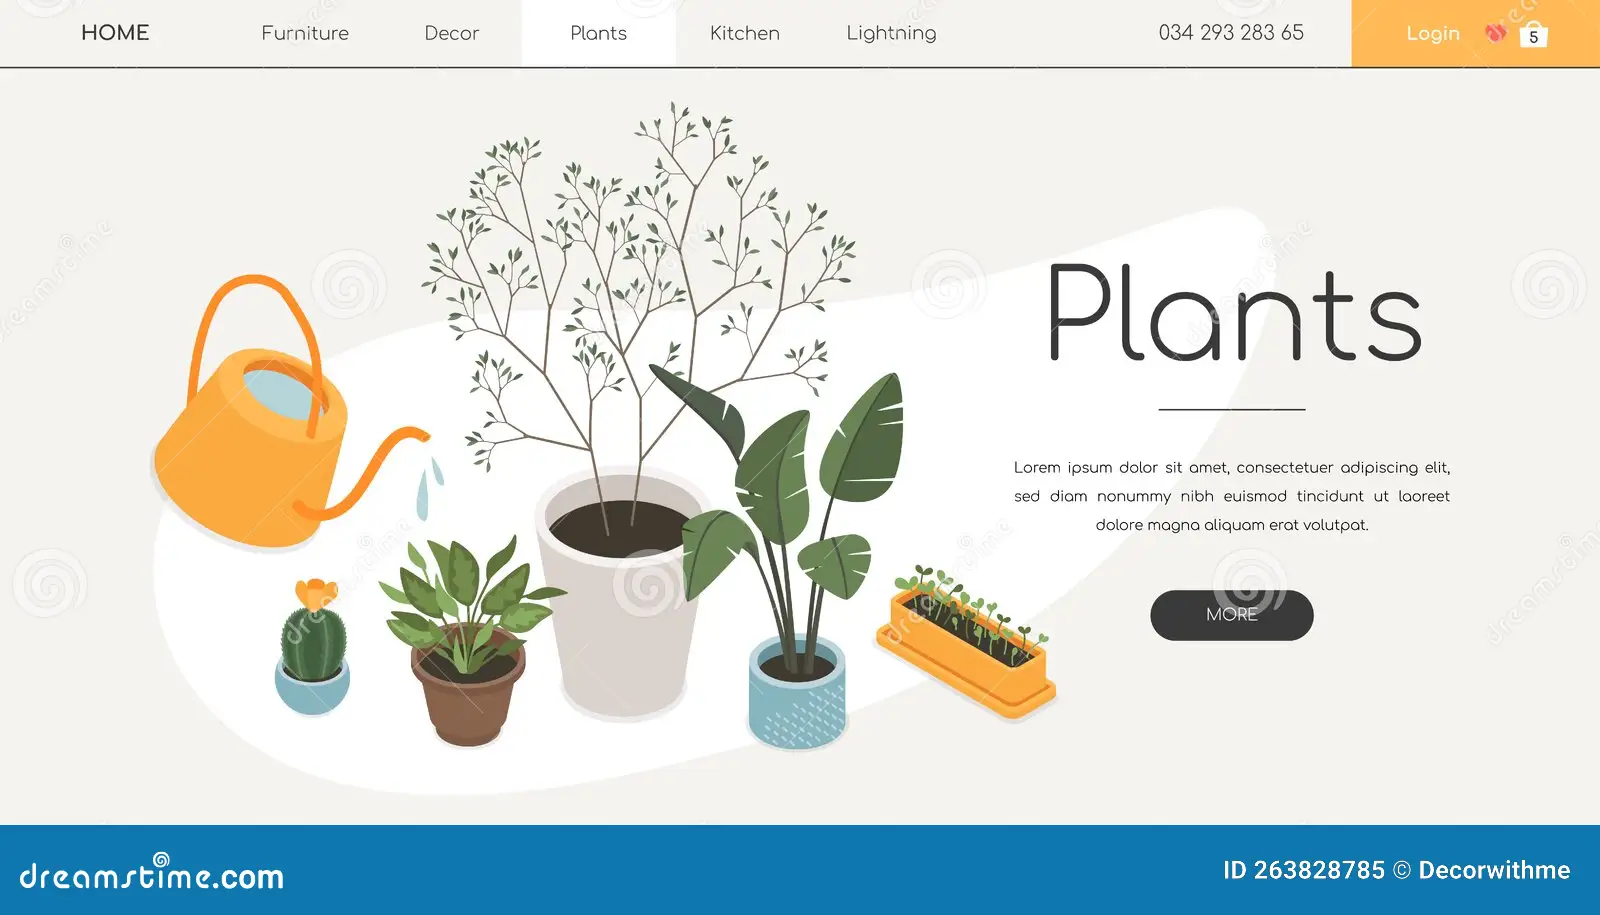 HOME Furniture Decor Plants Kitchen Lightning 034 293 283 65 Login 5
Plants
Lorem ipsum dolor sit amet, consectetuer adipiscing elit,
sed diam nonummy nibh euismod tincidunt ut laoreet
dolore magna aliquam erat volutpat.
MORE
dreamstime.com
ID 263828785 © Decorwithme